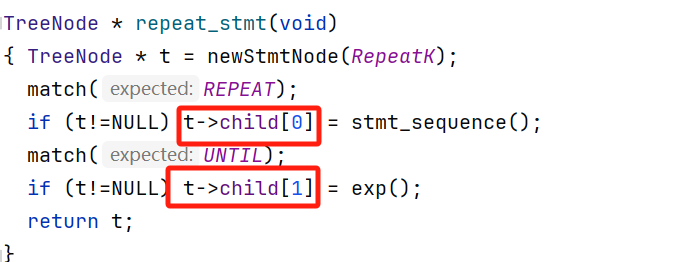 TreeNode * repeat_stmt(void)
{ TreeNode * t = newStmtNode(RepeatK);
match( expected: REPEAT);
if (t!=NULL) t->child[0] = stmt_sequence();
match( expected: UNTIL);
if (t!=NULL) t->child[1] = exp();
return t;
}